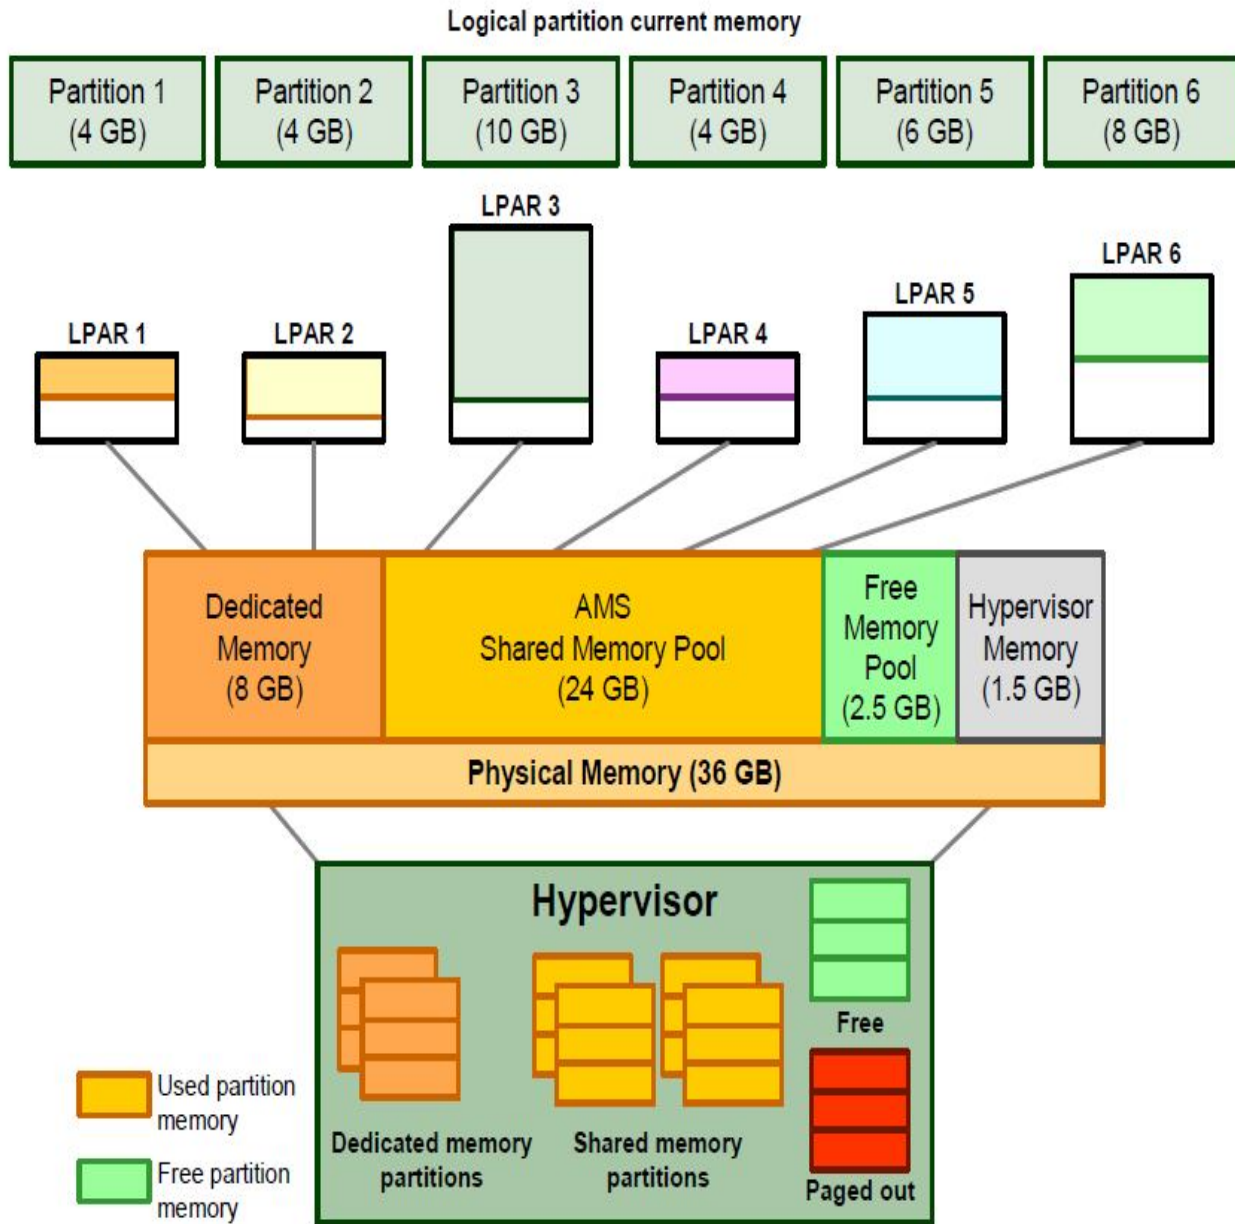 Logical partition current memory
Partition 1
(4 GB)
Partition 2
(4 GB)
Partition 3
(10 GB)
Partition 4
(4 GB)
Partition 5
(6 GB)
Partition 6
(8 GB)
LPAR 1
LPAR 2
LPAR 3
LPAR 4
LPAR 5
LPAR 6
Dedicated
Memory
(8 GB)
AMS
Shared Memory Pool
(24 GB)
Free
Memory
Pool
(2.5 GB)
Hypervisor
Memory
(1.5 GB)
Physical Memory (36 GB)
Hypervisor
Free
Dedicated memory
partitions
Shared memory
partitions
Paged out
Used partition
memory
Free partition
memory